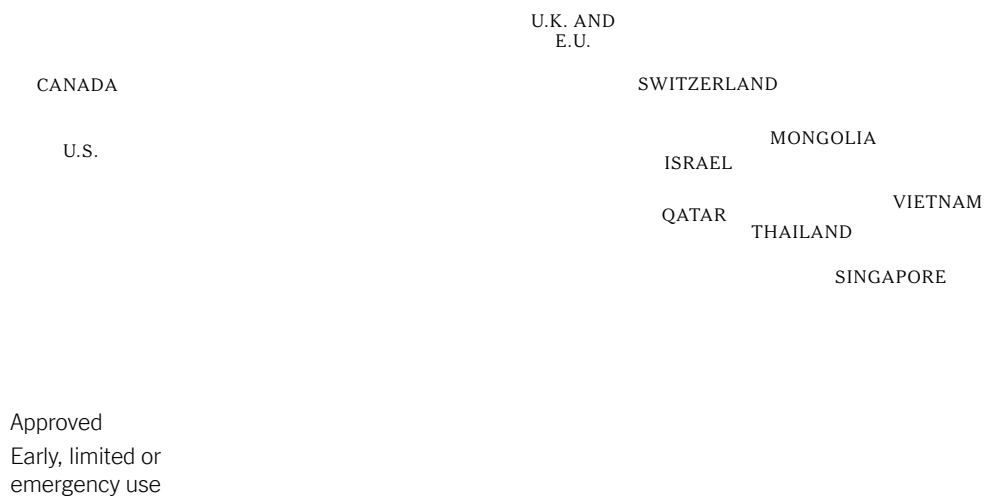 U.K. AND
E.U.
CANADA
SWITZERLAND
U.S.
MONGOLIA
ISRAEL
VIETNAM
QATAR
THAILAND
SINGAPORE
Approved
Early, limited or
emergency use